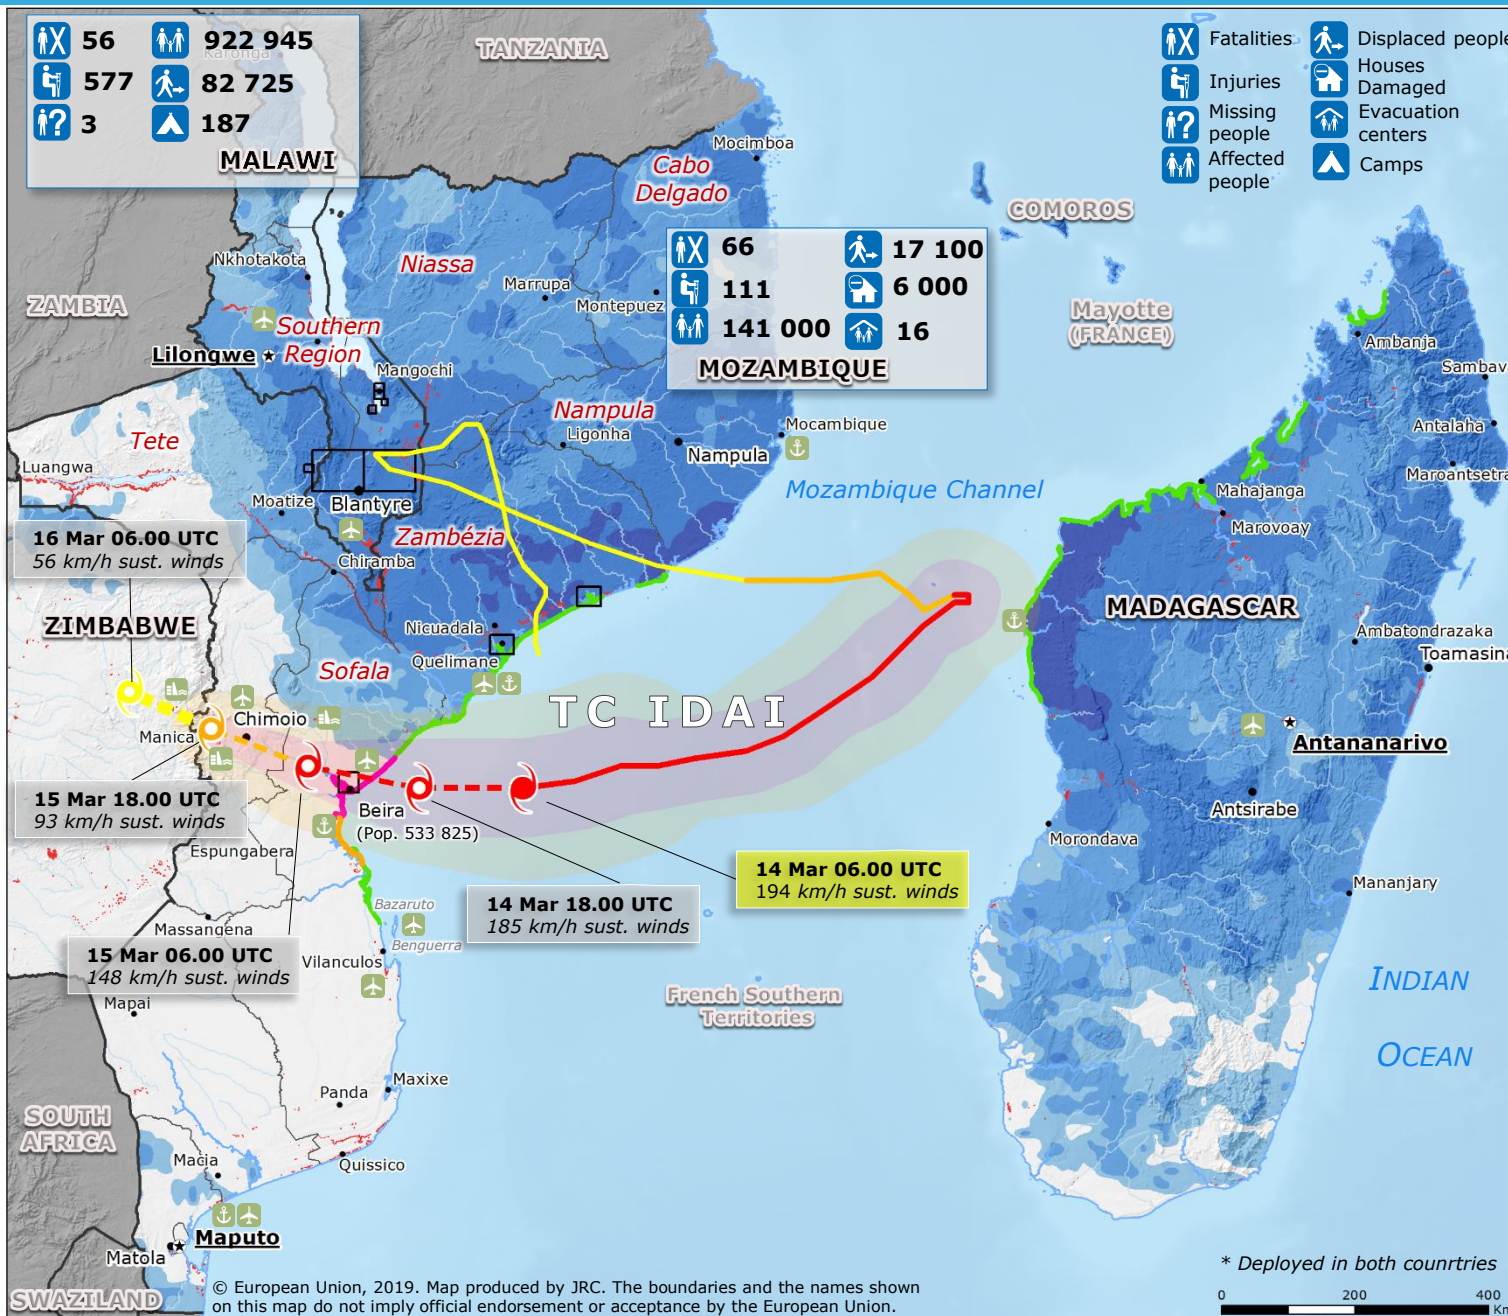 56
922 945
577
82 725
3
187
MALAWI
Karonga
TANZANIA
Fatalities
Displaced people
Injuries
Houses
Damaged
Missing
people
Evacuation
centers
Affected
people
Camps
Mocimboa
Cabo
Delgado
COMOROS
66
17 100
111
6 000
141 000
16
MOZAMBIQUE
Nkhotakota
Niassa
Marrupa
Montepuez
ZAMBIA
Mayotte
(FRANCE)
Southern
Region
Lilongwe
Mangochi
Ambanja
Sambav
Nampula
Ligonha
Mocambique
Nampula
Antalaha
Maroantsetra
Tete
Luangwa
Moatize
Blantyre
Mozambique Channel
Mahajanga
Marovoay
16 Mar 06.00 UTC
56 km/h sust. winds
Zambézia
Chiramba
ZIMBABWE
MADAGASCAR
Nicuadala
Quelimane
Ambatondrazaka
Toamasina
Sofala
TC IDAI
Chimoio
Manica
Antananarivo
15 Mar 18.00 UTC
93 km/h sust. winds
Beira
(Pop. 533 825)
Antsirabe
Espungabera
Morondava
14 Mar 06.00 UTC
194 km/h sust. winds
Mananjary
14 Mar 18.00 UTC
185 km/h sust. winds
Bazaruto
Massangena
Benguerra
15 Mar 06.00 UTC
148 km/h sust. winds
Vilanculos
Mapai
French Southern
Territories
INDIAN
OCEAN
Panda
Maxixe
SOUTH
AFRICA
Macia
Quissico
Maputo
Matola
SWAZILAND
© European Union, 2019. Map produced by JRC. The boundaries and the names shown
on this map do not imply official endorsement or acceptance by the European Union.
* Deployed in both counrtries
0 200 400
Km